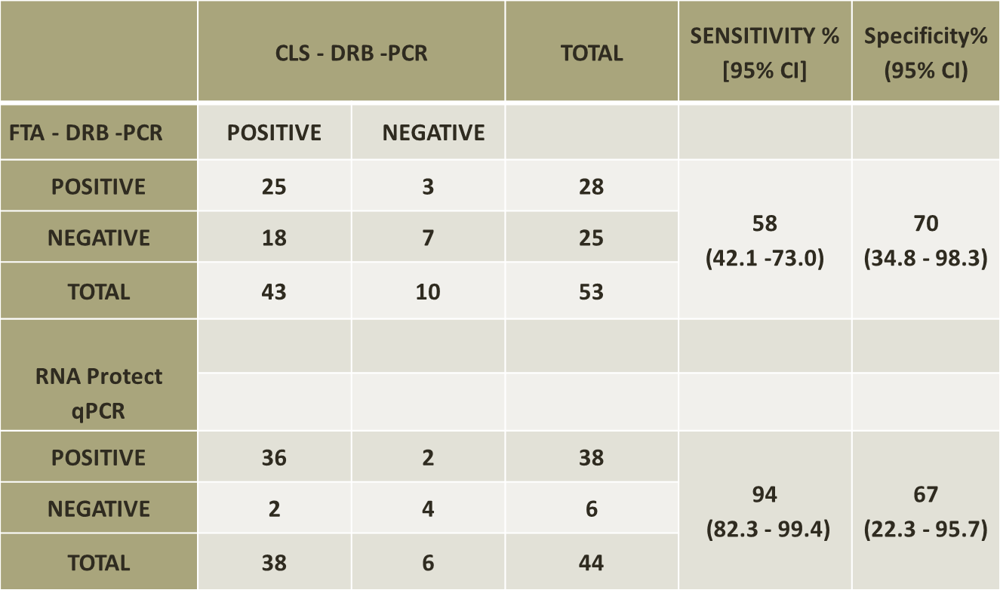 CLS - DRB -PCR TOTAL SENSITIVITY % Specificity%
[95% CI] (95% CI)
FTA - DRB -PCR POSITIVE NEGATIVE
POSITIVE 25 3 28
NEGATIVE 18 7 25
58 70
(42.1 -73.0) (34.8 - 98.3)
TOTAL 43 10 53
RNA Protect
qPCR
POSITIVE 36 2 38
NEGATIVE 2 4 6
94 67
(82.3 - 99.4) (22.3 - 95.7)
TOTAL 38 6 44